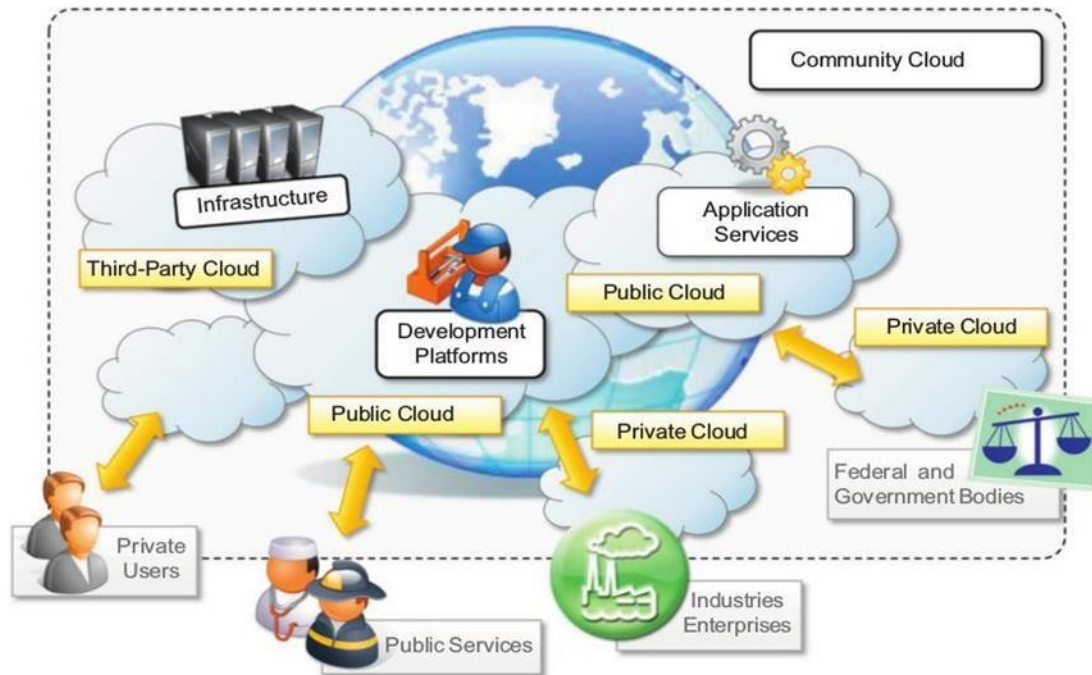 Community Cloud
Infrastructure
Application
Services
Third-Party Cloud
Public Cloud
Development
Platforms
Private Cloud
Public Cloud
Private Cloud
Federal and
Government Bodies
Private
Users
Industries
Enterprises
Public Services